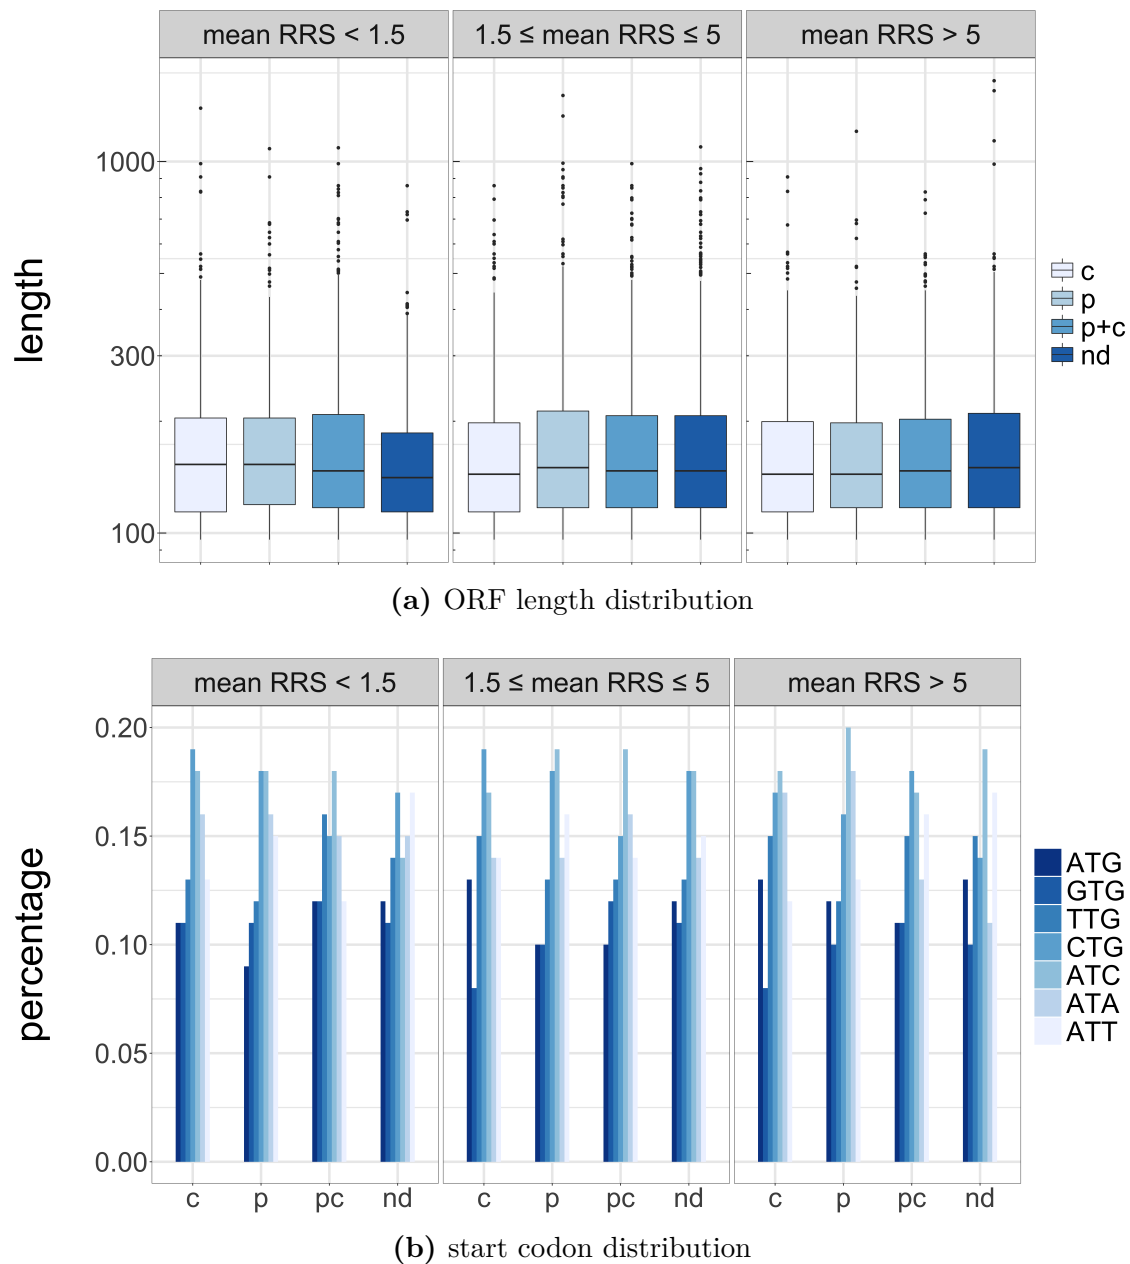 mean RRS < 1.5
1.5 ≤ mean RRS ≤ 5
mean RRS > 5
length
1000
300
100
c
p
p+c
nd
(a) ORF length distribution
mean RRS < 1.5
1.5 ≤ mean RRS ≤ 5
mean RRS > 5
percentage
0.20
0.15
0.10
0.05
0.00
c p pc nd
c p pc nd
c p pc nd
ATG
GTG
TTG
CTG
ATC
ATA
ATT
(b) start codon distribution